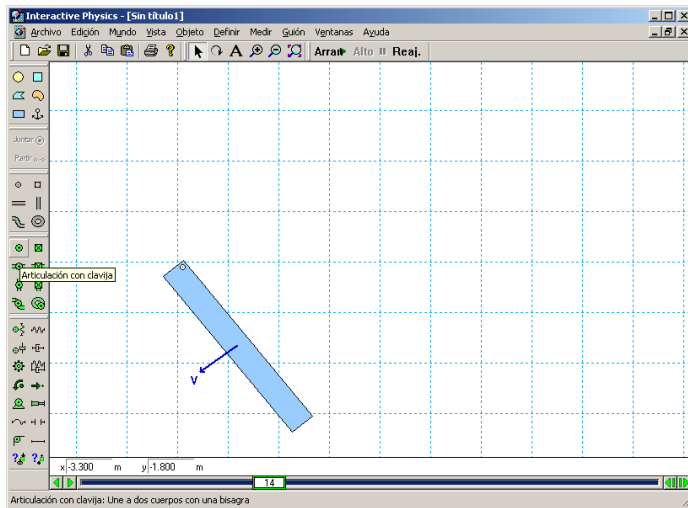 Interactive Physics - [Sin título1]
Archivo Edición Mundo Vista Objeto Definir Medir Guión Ventanas Ayuda
A Arran Alto II Reaj.
Juntar
Partir
Articulación con clavija
V
x -3.300 m y -1.800 m
14
Articulación con clavija: Une a dos cuerpos con una bisagra